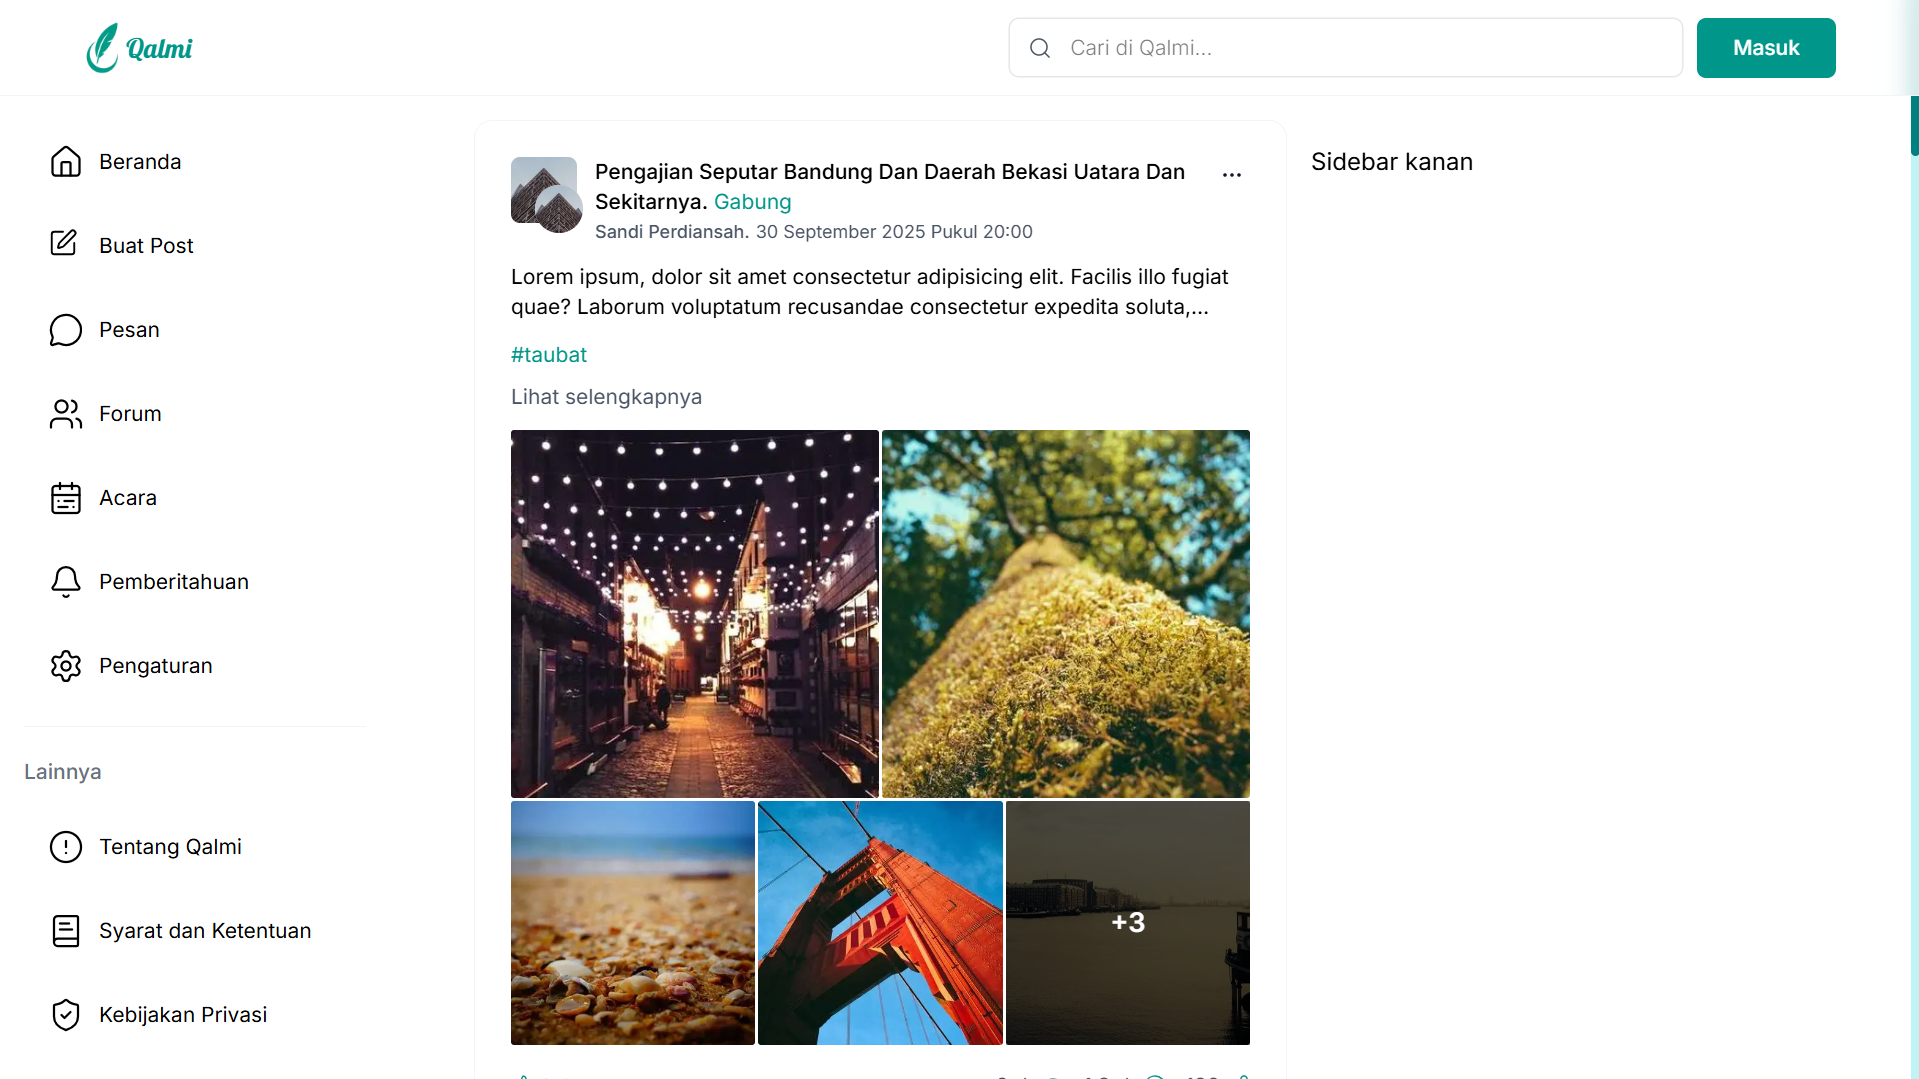 Qalmi
Cari di Qalmi...
Masuk
Beranda
Buat Post
Pesan
Forum
Acara
Pemberitahuan
Pengaturan
Lainnya
Tentang Qalmi
Syarat dan Ketentuan
Kebijakan Privasi
Pengajian Seputar Bandung Dan Daerah Bekasi Uatara Dan
Sekitarnya. Gabung
Sandi Perdiansah. 30 September 2025 Pukul 20:00
Lorem ipsum, dolor sit amet consectetur adipisicing elit. Facilis illo fugiat
quae? Laborum voluptatum recusandae consectetur expedita soluta,...
#taubat
Lihat selengkapnya
+3
Sidebar kanan